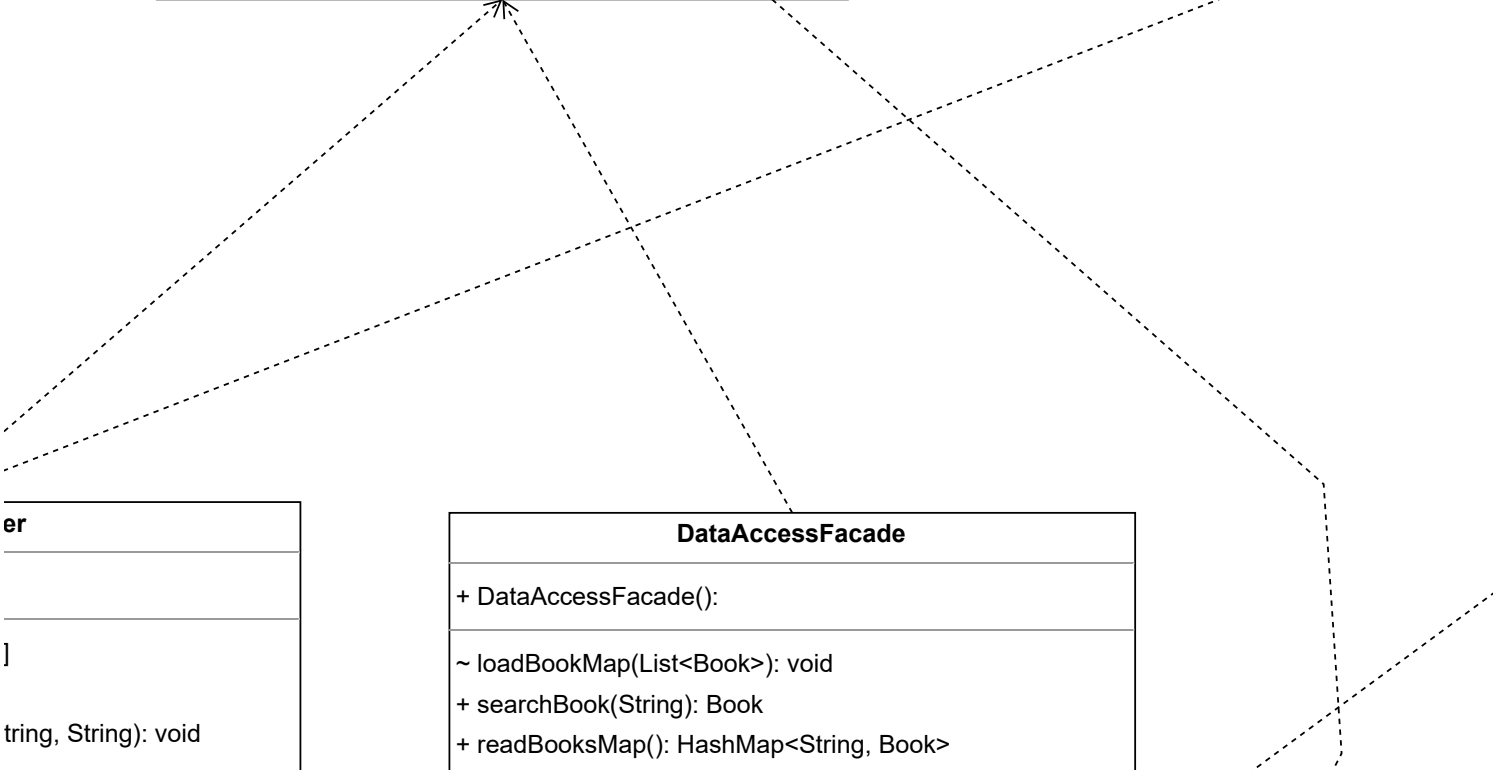 er
]
tring, String): void
DataAccessFacade
+ DataAccessFacade():
~ loadBookMap(List<Book>): void
+ searchBook(String): Book
+ readBooksMap(): HashMap<String, Book>